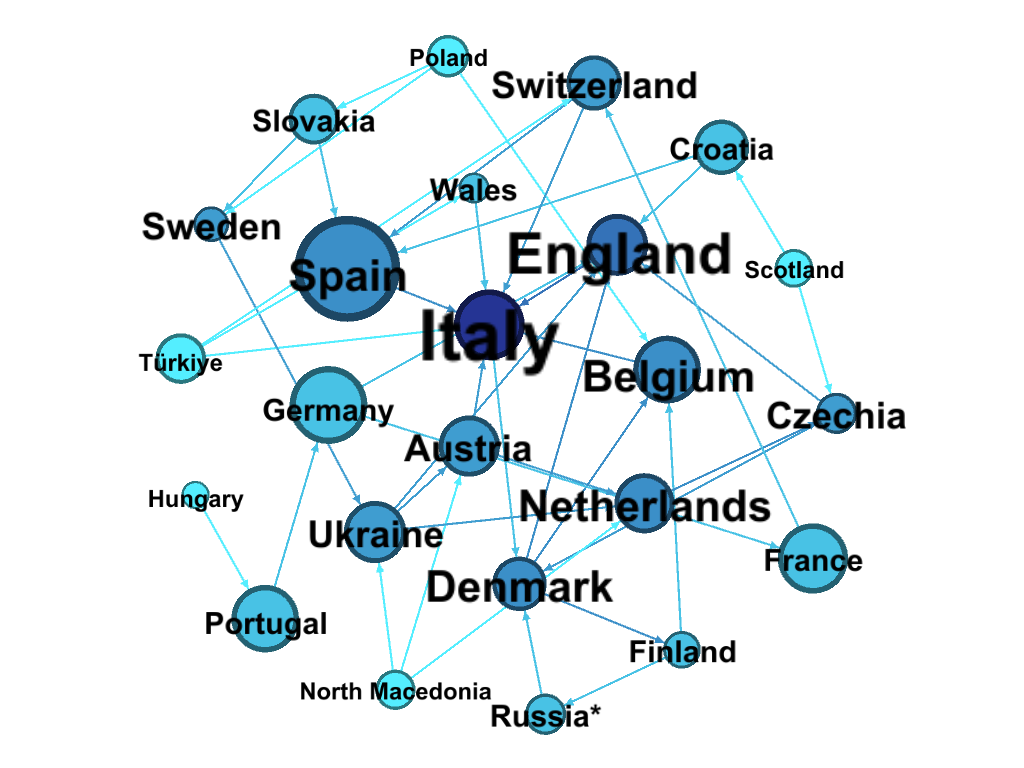 Poland
Switzerland
Slovakia
Croatia
Wales
Sweden
England
Scotland
Spain
Italy
Türkiye
Belgium
Germany
Czechia
Austria
Hungary
Netherlands
Ukraine
France
Denmark
Portugal
Finland
North Macedonia
Russia*